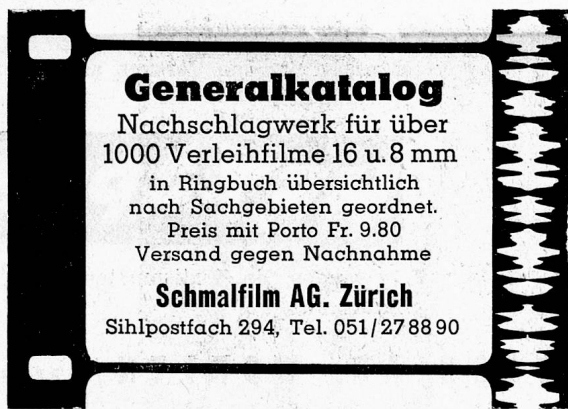 Generalkatalog
Nachschlagwerk für über
1000 Verleihfilme 16 u. 8 mm
in Ringbuch übersichtlich
nach Sachgebieten geordnet.
Preis mit Porto Fr. 9.80
Versand gegen Nachnahme
Schmalfilm AG. Zürich
Sihlpostfach 294, Tel. 051/27 88 90